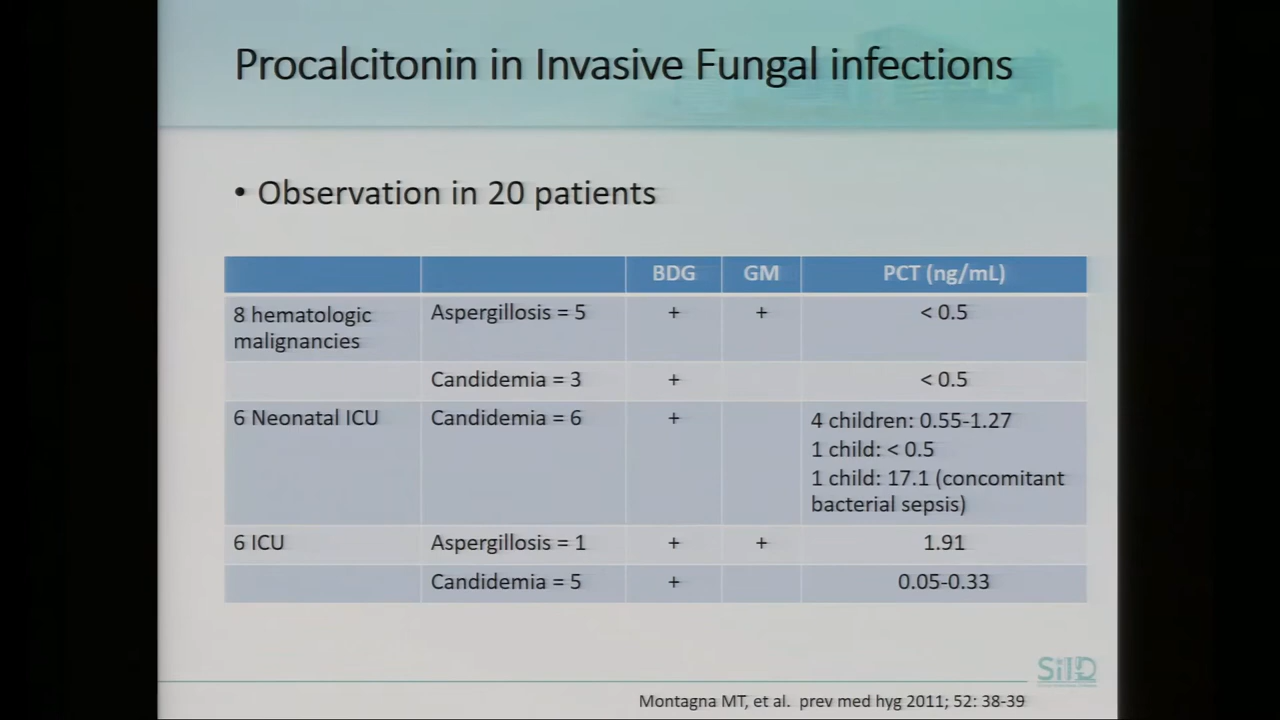 Procalcitonin in Invasive Fungal infections
• Observation in 20 patients
BDG GM PCT (ng/mL)
8 hematologic malignancies Aspergillosis = 5 + + < 0.5
Candidemia = 3 + < 0.5
6 Neonatal ICU Candidemia = 6 + 4 children: 0.55-1.27
1 child: < 0.5
1 child: 17.1 (concomitant
bacterial sepsis)
6 ICU Aspergillosis = 1 + + 1.91
Candidemia = 5 + 0.05-0.33
Montagna MT, et al. prev med hyg 2011; 52: 38-39